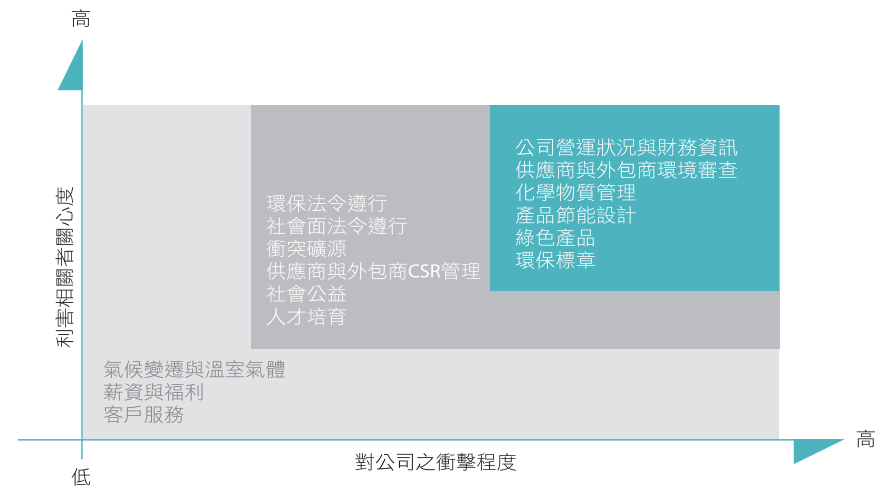 高
利害相關者關心度
公司營運狀況與財務資訊
供應商與外包商環境審查
化學物質管理
產品節能設計
綠色產品
環保標章
環保法令遵行
社會面法令遵行
衝突礦源
供應商與外包商CSR管理
社會公益
人才培育
氣候變遷與溫室氣體
薪資與福利
客戶服務
低
對公司之衝擊程度
高